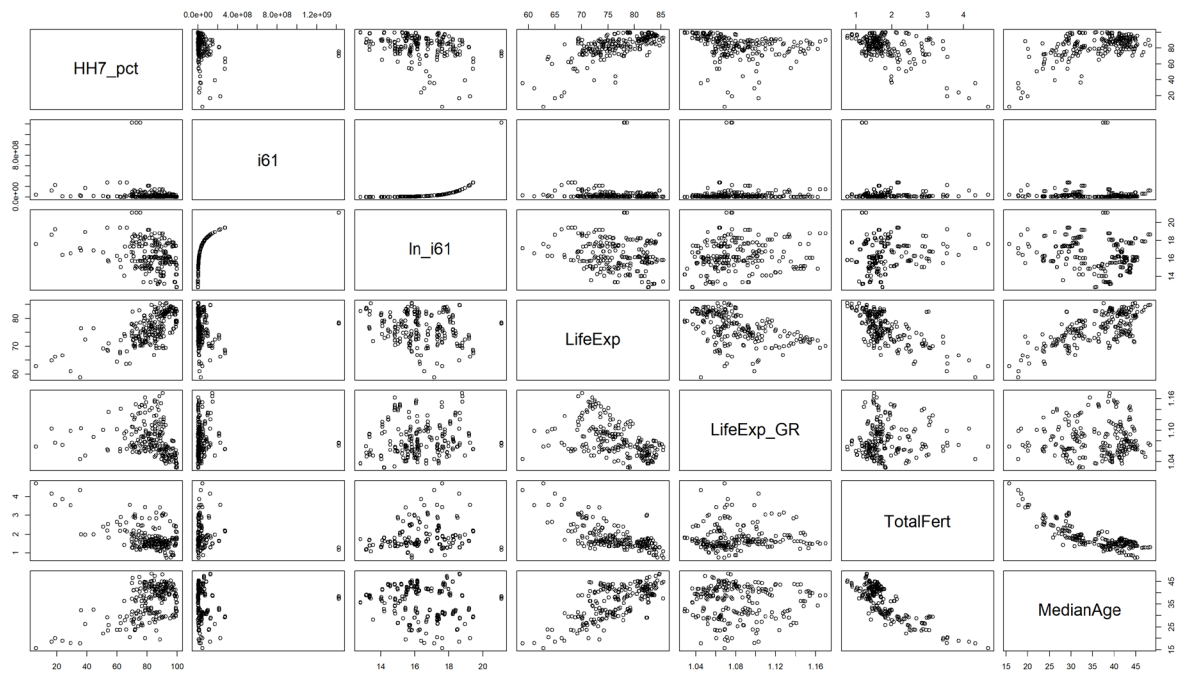 0.0e+00 4.0e+08 1.2e+09 60 65 70 75 80 85 1 2 3 4
HH7_pct 20 40 60 80
0.0e+00 8.0e+08 i61
ln_i61 14 16 18 20
60 70 80 LifeExp
LifeExp_GR 1.04 1.10 1.16
1 2 3 4 TotalFert
MedianAge 15 25 35 45
20 40 60 80 100 14 16 18 20 1.04 1.08 1.12 1.16 15 20 25 30 35 40 45